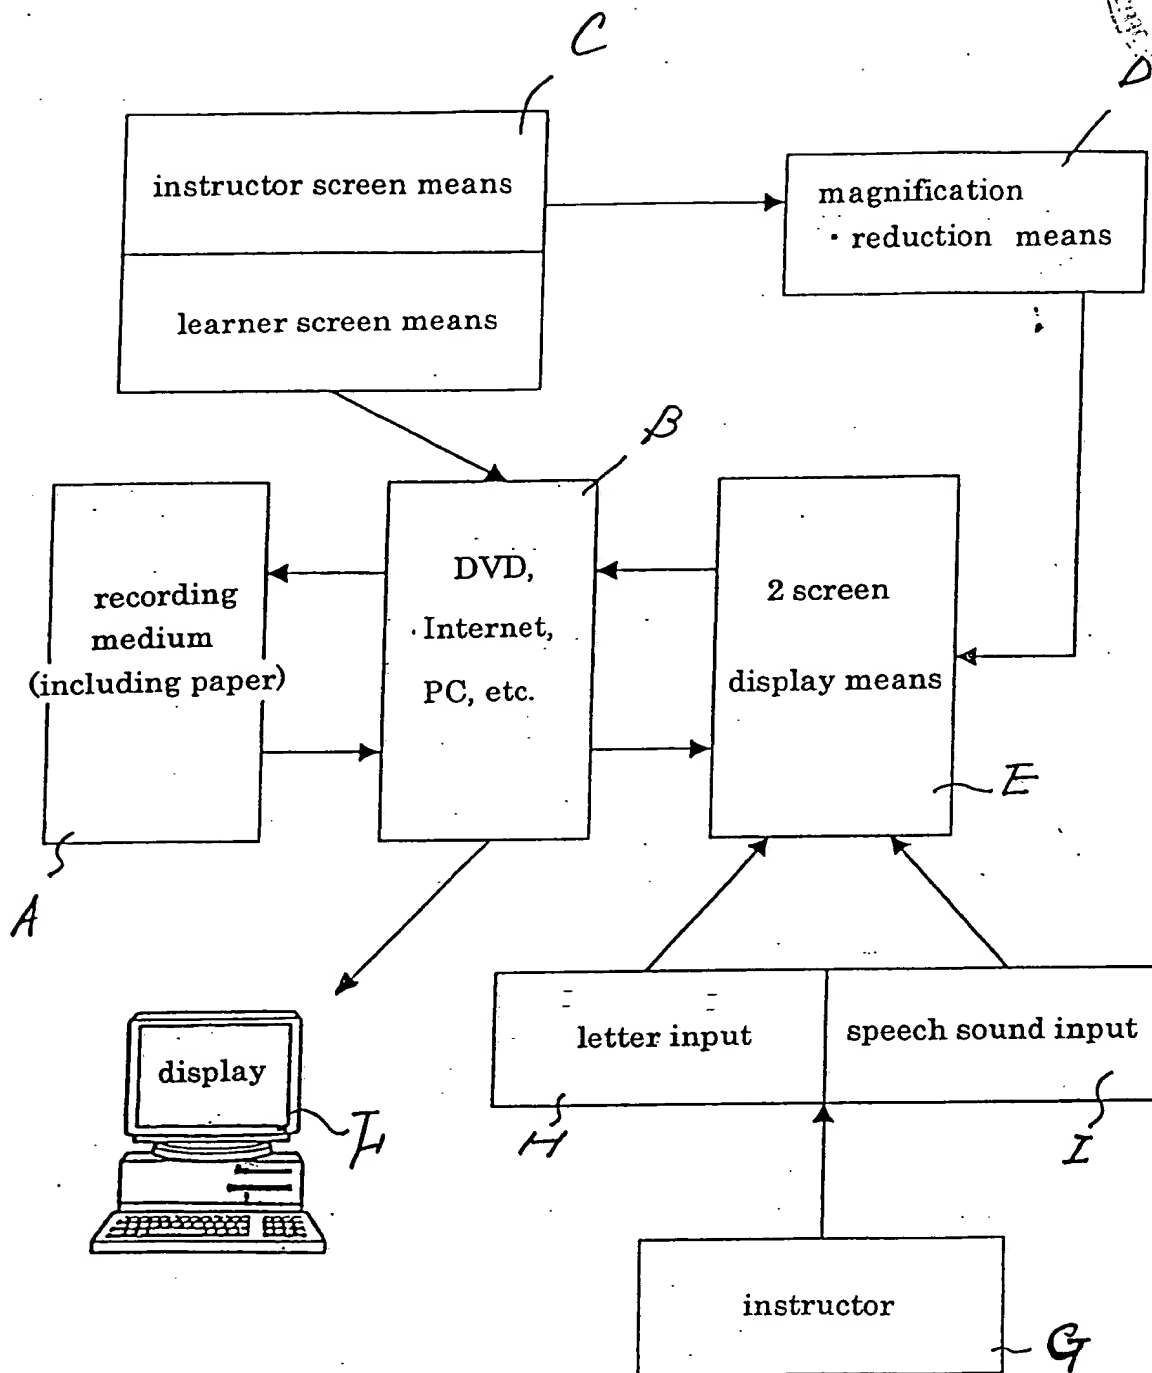 C
D
instructor screen means
magnification
· reduction means
learner screen means
B
DVD,
Internet,
PC, etc.
2 screen
display means
recording
medium
(including paper)
E
A
letter input
speech sound input
display
H
I
instructor
G